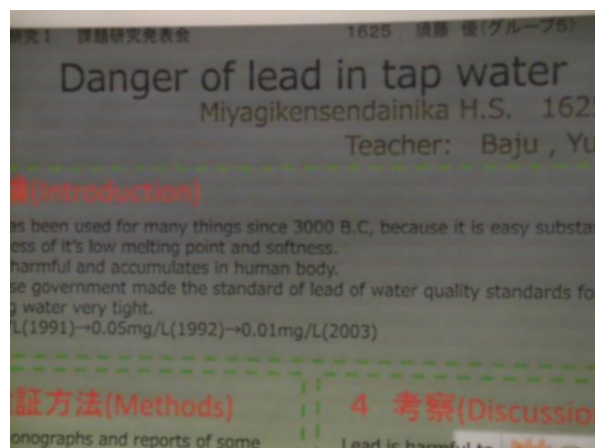 研究Ⅰ 課題研究発表会 1625 須藤 優(グループ5)
Danger of lead in tap water
Miyagikensendainika H.S. 162
Teacher: Baju , Yu
(Introduction)
as been used for many things since 3000 B.C, because it is easy substa
ess of it's low melting point and softness.
harmful and accumulates in human body.
se government made the standard of lead of water quality standards fo
g water very tight.
/L(1991)→0.05mg/L(1992)→0.01mg/L(2003)
証方法(Methods)
4 考察(Discussion
onographs and reports of some
Lead is harmful to